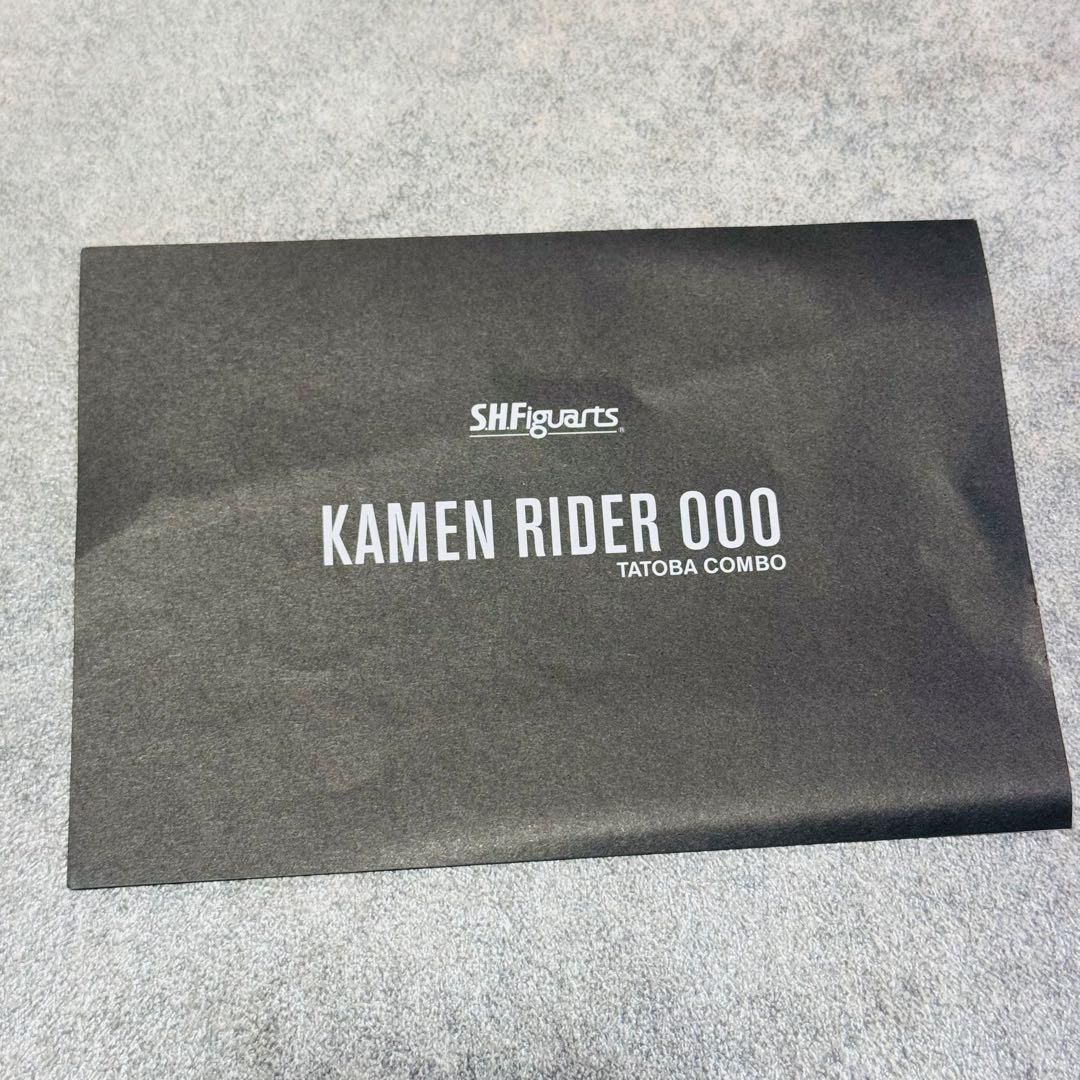 S.H.Figuarts®
KAMEN RIDER OOO
TATOBA COMBO